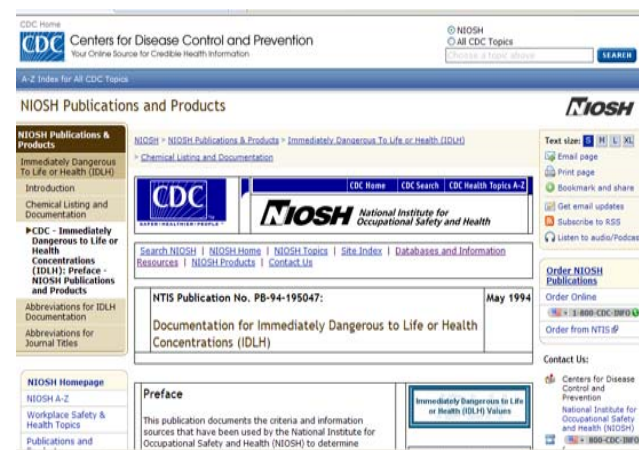 CDC Home
CDC
Centers for Disease Control and Prevention
Your Online Source for Credible Health Information
NIOSH
All CDC Topics
Choose a topic above
SEARCH
A-Z Index for All CDC Topics
NIOSH Publications and Products
NIOSH
NIOSH Publications &
Products
Immediately Dangerous
To Life or Health (IDLH)
Introduction
Chemical Listing and
Documentation
CDC - Immediately
Dangerous to Life or
Health
Concentrations
(IDLH): Preface -
NIOSH Publications
and Products
Abbreviations for IDLH
Documentation
Abbreviations for
Journal Titles
NIOSH Homepage
NIOSH A-Z
Workplace Safety &
Health Topics
Publications and
NIOSH > NIOSH Publications & Products > Immediately Dangerous To Life or Health (IDLH)
> Chemical Listing and Documentation
CDC
SAFER·HEALTHIER·PEOPLE
CDC Home CDC Search CDC Health Topics A-Z
NIOSH National Institute for
Occupational Safety and Health
Search NIOSH | NIOSH Home | NIOSH Topics | Site Index | Databases and Information
Resources | NIOSH Products | Contact Us
NTIS Publication No. PB-94-195047:
May 1994
Documentation for Immediately Dangerous to Life or Health
Concentrations (IDLH)
Preface
Immediately Dangerous to Life
or Health (IDLH) Values
This publication documents the criteria and information
sources that have been used by the National Institute for
Occupational Safety and Health (NIOSH) to determine
Text size: S M L XL
Email page
Print page
Bookmark and share
Get email updates
Subscribe to RSS
Listen to audio/Podcas
Order NIOSH
Publications
Order Online
1-800-CDC-INFO
Order from NTIS
Contact Us:
Centers for Disease
Control and
Prevention
National Institute for
Occupational Safety
and Health (NIOSH)
800-CDC-INFO